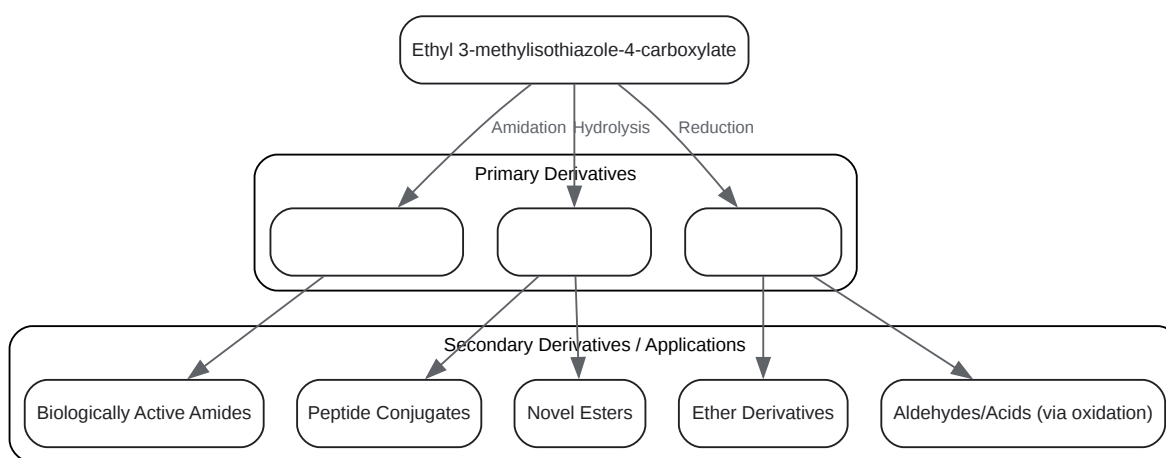 Ethyl 3-methylisothiazole-4-carboxylate
Amidation
Hydrolysis
Reduction
Primary Derivatives
Secondary Derivatives / Applications
Biologically Active Amides
Peptide Conjugates
Novel Esters
Ether Derivatives
Aldehydes/Acids (via oxidation)